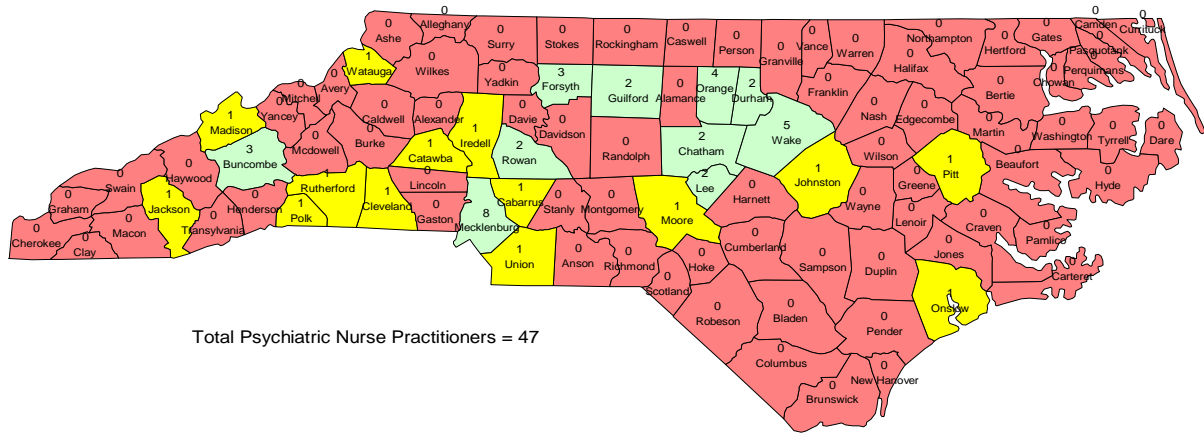 0
Ashe
0
Alleghany
0
Surry
0
Stokes
0
Rockingham
0
Caswell
0
Person
0
Granville
0
Vance
0
Warren
0
Northampton
0
Hertford
0
Gates
0
Camden
0
Currituck
0
Pasquotank
0
Perquimans
0
Chowan
1
Watauga
0
Wilkes
0
Yadkin
3
Forsyth
2
Guilford
0
Alamance
4
Orange
2
Durham
0
Franklin
0
Halifax
0
Bertie
0
Avery
0
Mitchell
0
Yancey
0
Caldwell
0
Alexander
1
Iredell
0
Davie
0
Davidson
0
Randolph
2
Chatham
5
Wake
0
Nash
0
Edgecombe
0
Martin
0
Washington
0
Tyrrell
0
Dare
1
Madison
3
Buncombe
0
Mcdowell
0
Burke
1
Catawba
2
Rowan
2
Lee
0
Harnett
1
Johnston
0
Wilson
1
Pitt
0
Beaufort
0
Hyde
0
Swain
0
Haywood
1
Rutherford
1
Cleveland
0
Lincoln
0
Gaston
1
Cabarrus
0
Stanly
0
Montgomery
1
Moore
0
Wayne
0
Greene
0
Lenoir
0
Craven
0
Pamlico
0
Graham
1
Jackson
0
Transylvania
0
Henderson
1
Polk
8
Mecklenburg
0
Cherokee
0
Clay
0
Macon
1
Union
0
Anson
0
Richmond
0
Scotland
0
Hoke
0
Cumberland
0
Sampson
0
Duplin
0
Jones
0
Carteret
1
Onslow
0
Robeson
0
Bladen
0
Pender
0
Columbus
0
Brunswick
0
New Hanover
Total Psychiatric Nurse Practitioners = 47